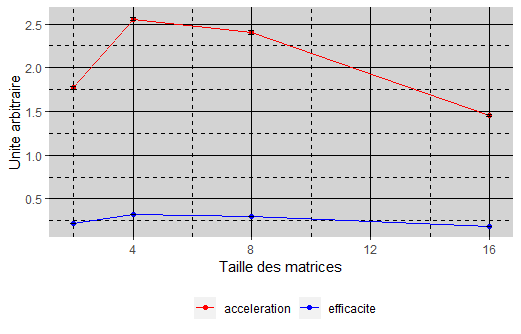 2.5
2.0
1.5
1.0
0.5
4 8 12 16
Unite arbitraire
Taille des matrices
acceleration efficacite